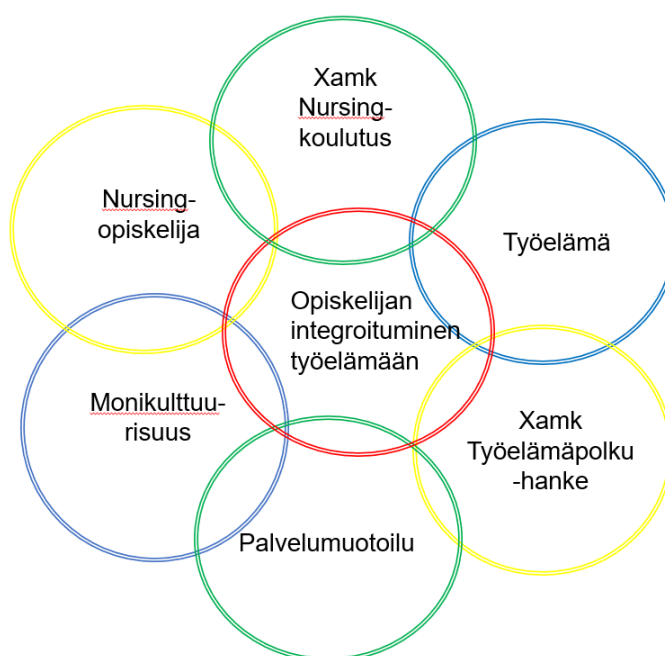 Xamk
Nursing-
koulutus
Nursing-
opiskelija
Työelämä
Opiskelijan
integroituminen
työelämään
Monikulttuu-
risuus
Xamk
Työelämäpolku
-hanke
Palvelumuotoilu